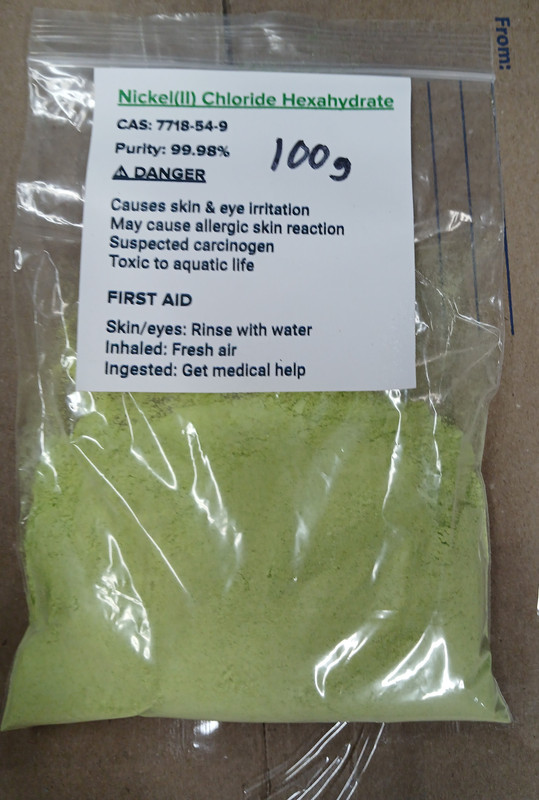 From:
Nickel(II) Chloride Hexahydrate
CAS: 7718-54-9
Purity: 99.98%
100g
⚠ DANGER
Causes skin & eye irritation
May cause allergic skin reaction
Suspected carcinogen
Toxic to aquatic life
FIRST AID
Skin/eyes: Rinse with water
Inhaled: Fresh air
Ingested: Get medical help